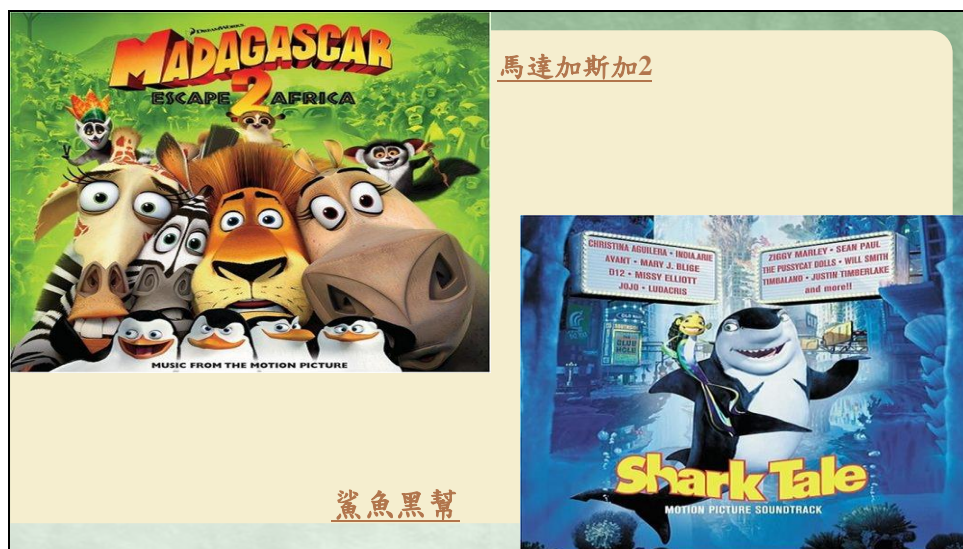 DREAMWORKS
MADAGASCAR
ESCAPE 2 AFRICA
MUSIC FROM THE MOTION PICTURE
馬達加斯加2
CHRISTINA AGUILERA • INDIA.ARIE
AVANT • MARY J. BLIGE
D12 • MISSY ELLIOTT
JOJO • LUDACRIS
ZIGGY MARLEY • SEAN PAUL
THE PUSSYCAT DOLLS • WILL SMITH
TIMBALAND • JUSTIN TIMBERLAKE
and more!!
Shark Tale
MOTION PICTURE SOUNDTRACK
鯊魚黑幫